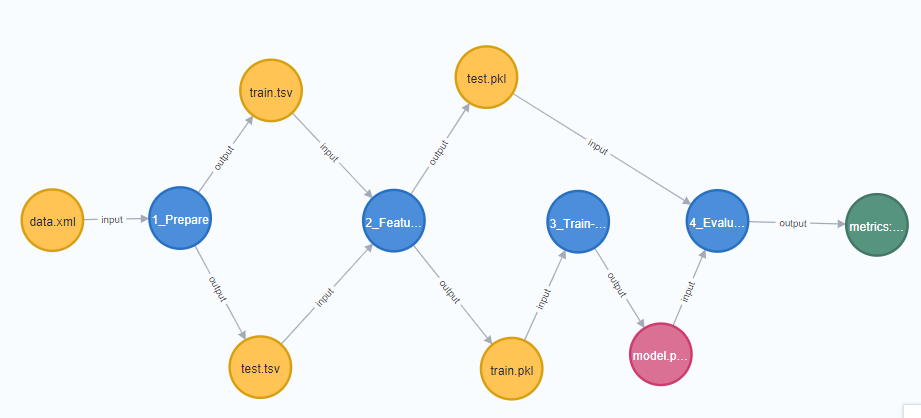 data.xml
input
1_Prepare
output
train.tsv
input
output
test.tsv
input
2_Featu...
output
test.pkl
input
output
train.pkl
input
3_Train-...
output
model.p...
input
4_Evalu...
output
metrics:...